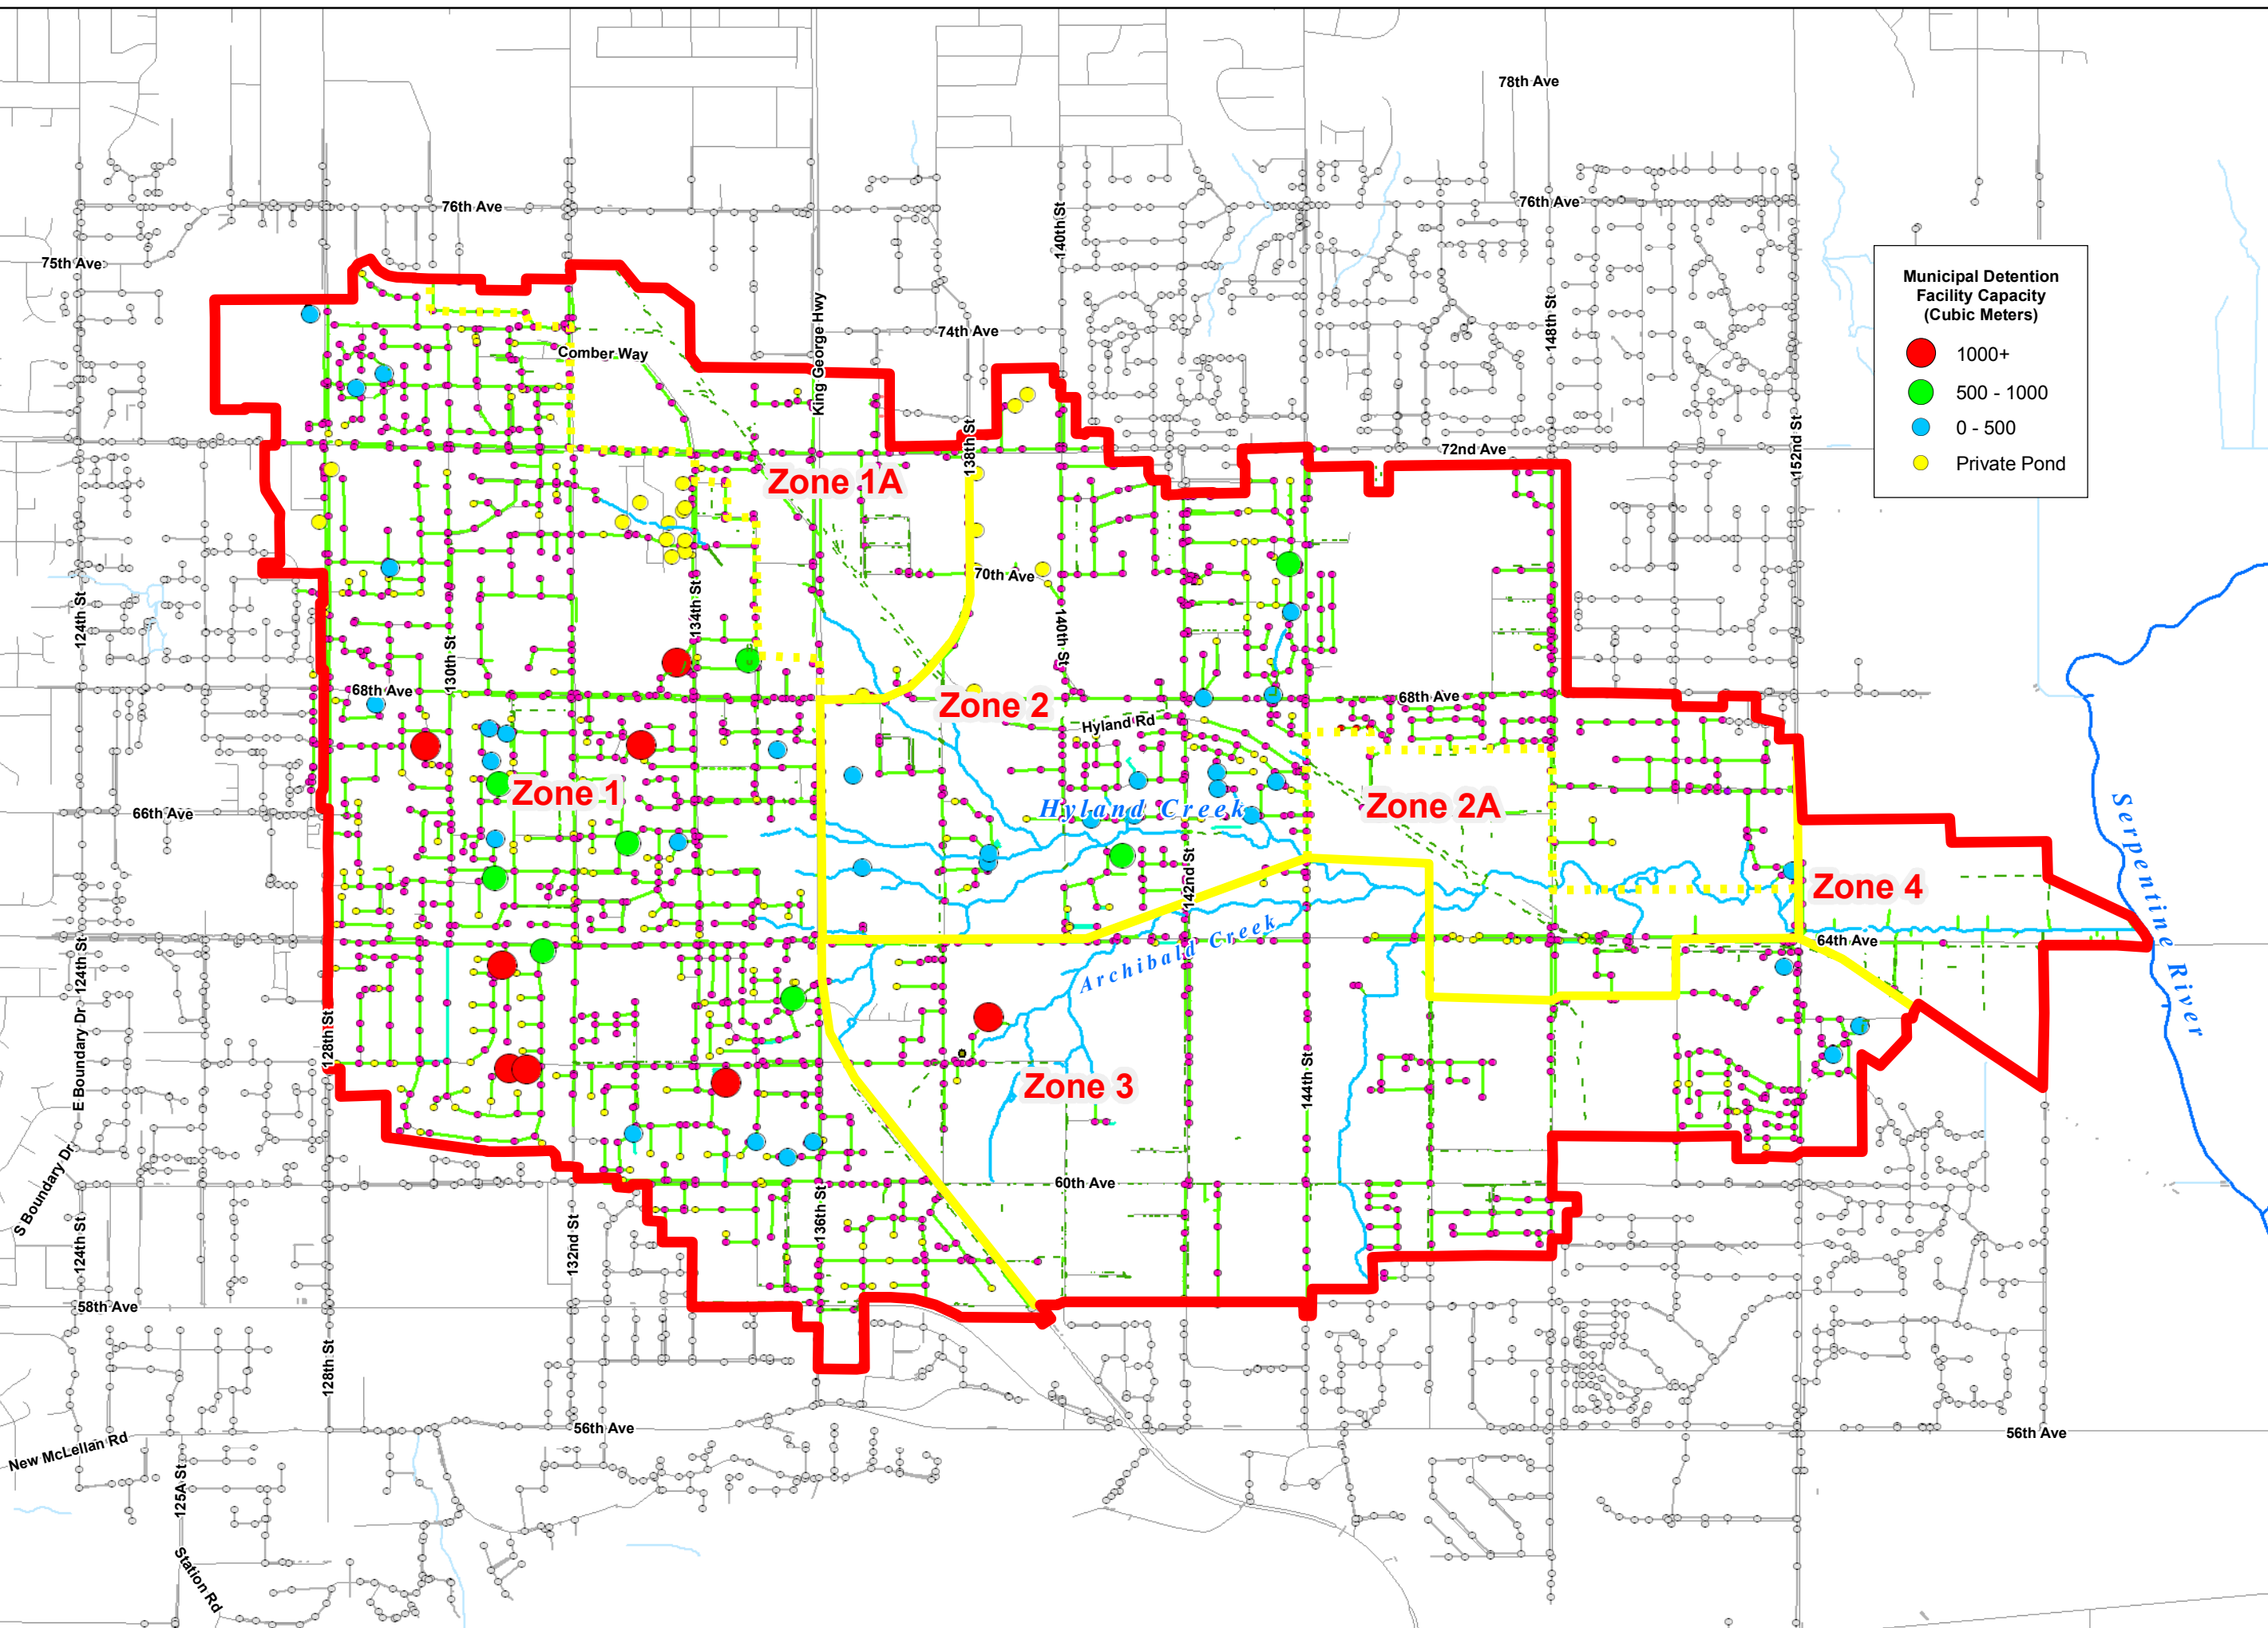 78th Ave
76th Ave
76th Ave
140th St
75th Ave
Municipal Detention
Facility Capacity
(Cubic Meters)
1000+
500 - 1000
0 - 500
Private Pond
King George Hwy
148th St
74th Ave
Comber Way
138th St
72nd Ave
152nd St
Zone 1A
70th Ave
124th St
134th St
130th St
140th St
68th Ave
Zone 2
68th Ave
Hyland Rd
Zone 1
Hyland Creek
Zone 2A
66th Ave
Serpentine River
142nd St
Zone 4
64th Ave
124th St
Archibald Creek
E Boundary Dr
128th St
Zone 3
144th St
S Boundary Dr
60th Ave
124th St
132nd St
136th St
58th Ave
128th St
56th Ave
56th Ave
New McLellan Rd
125A St
Station Rd